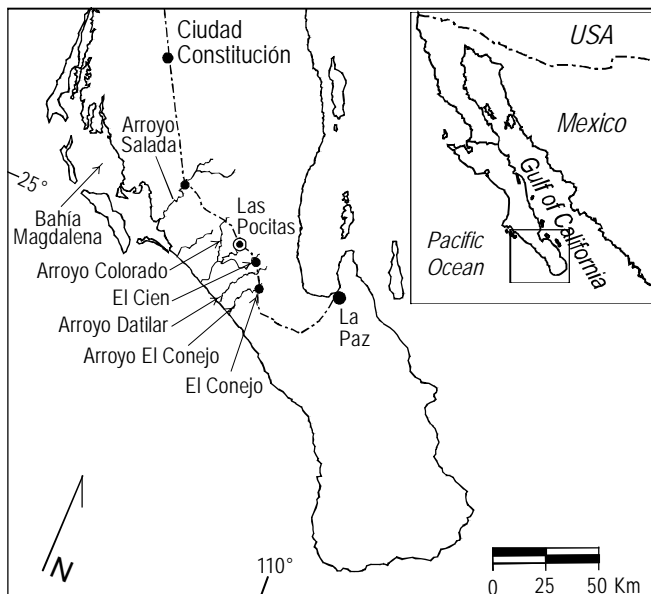 Ciudad
Constitución
Arroyo
Salada
25°
Bahía
Magdalena
Las
Pocitas
Arroyo Colorado
El Cien
Arroyo Datilar
Arroyo El Conejo
El Conejo
La
Paz
N
110°
0 25 50 Km
USA
Mexico
Gulf of California
Pacific
Ocean